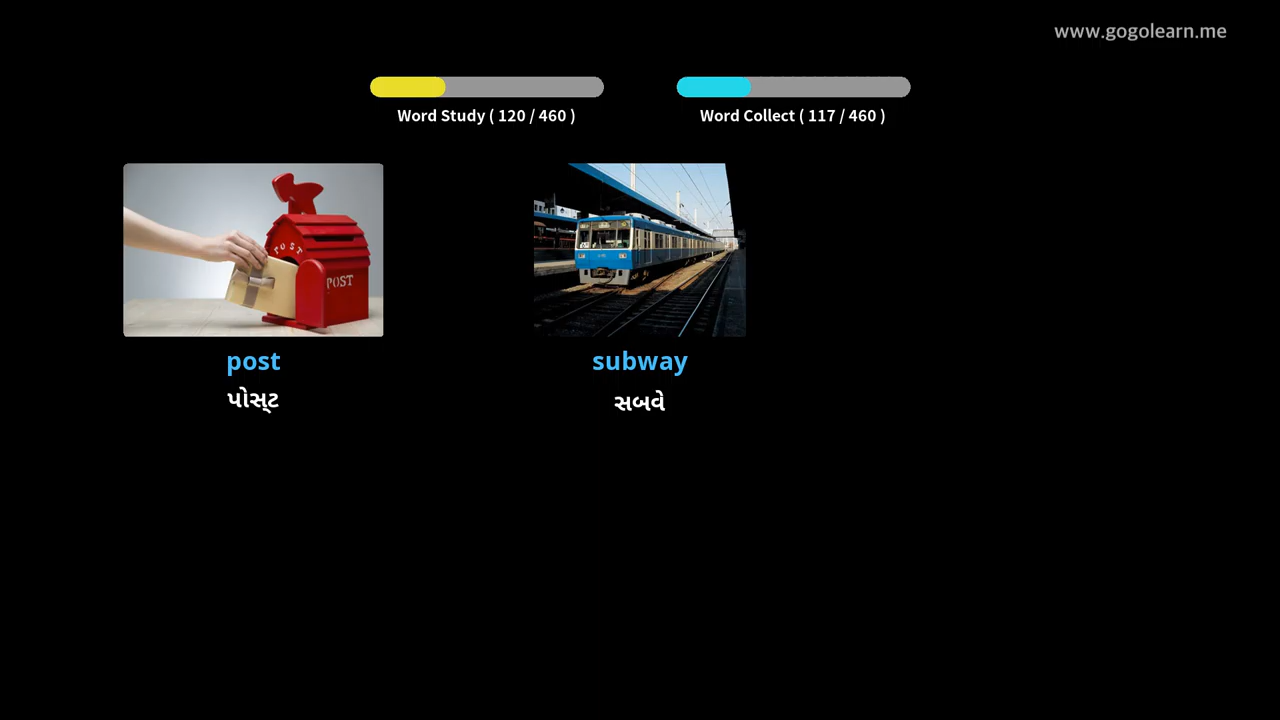 www.gogolearn.me
Word Study ( 120 / 460 )
Word Collect ( 117 / 460 )
POST
POST
post
subway
પોસ્ટ
સબવે